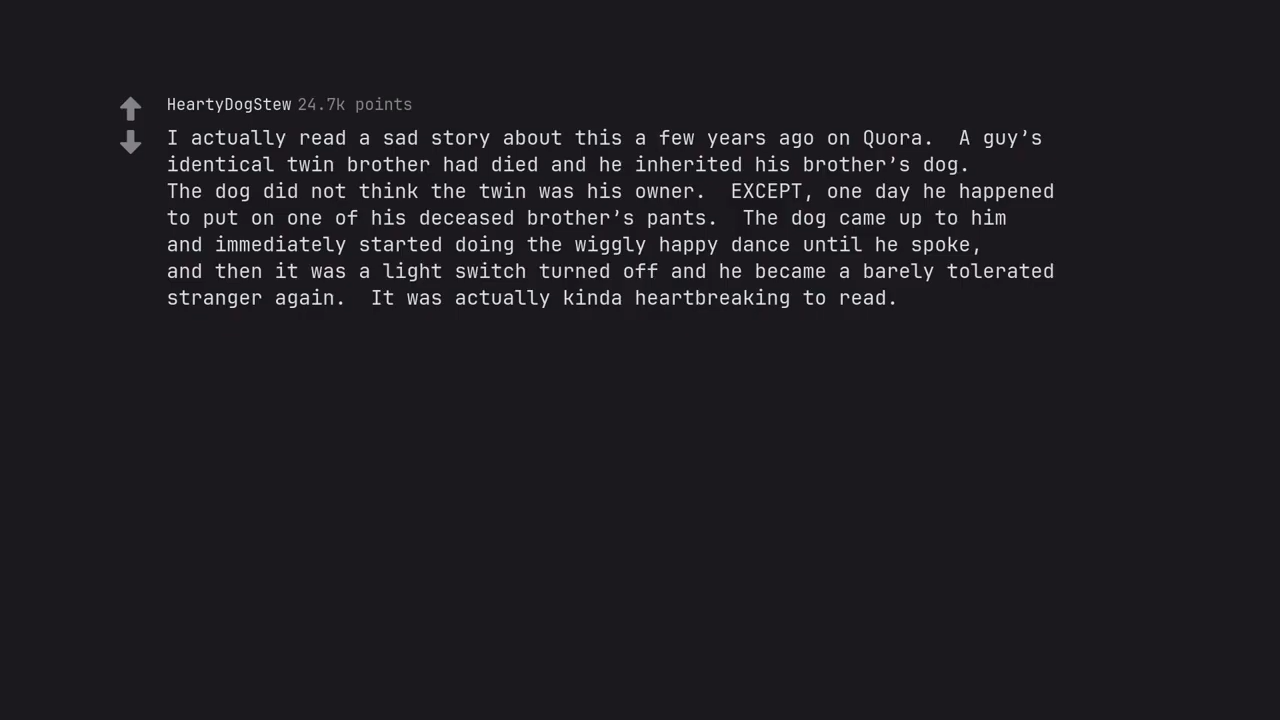 HeartyDogStew 24.7k points
I actually read a sad story about this a few years ago on Quora.  A guy’s
identical twin brother had died and he inherited his brother’s dog.
The dog did not think the twin was his owner.  EXCEPT, one day he happened
to put on one of his deceased brother’s pants.  The dog came up to him
and immediately started doing the wiggly happy dance until he spoke,
and then it was a light switch turned off and he became a barely tolerated
stranger again.  It was actually kinda heartbreaking to read.